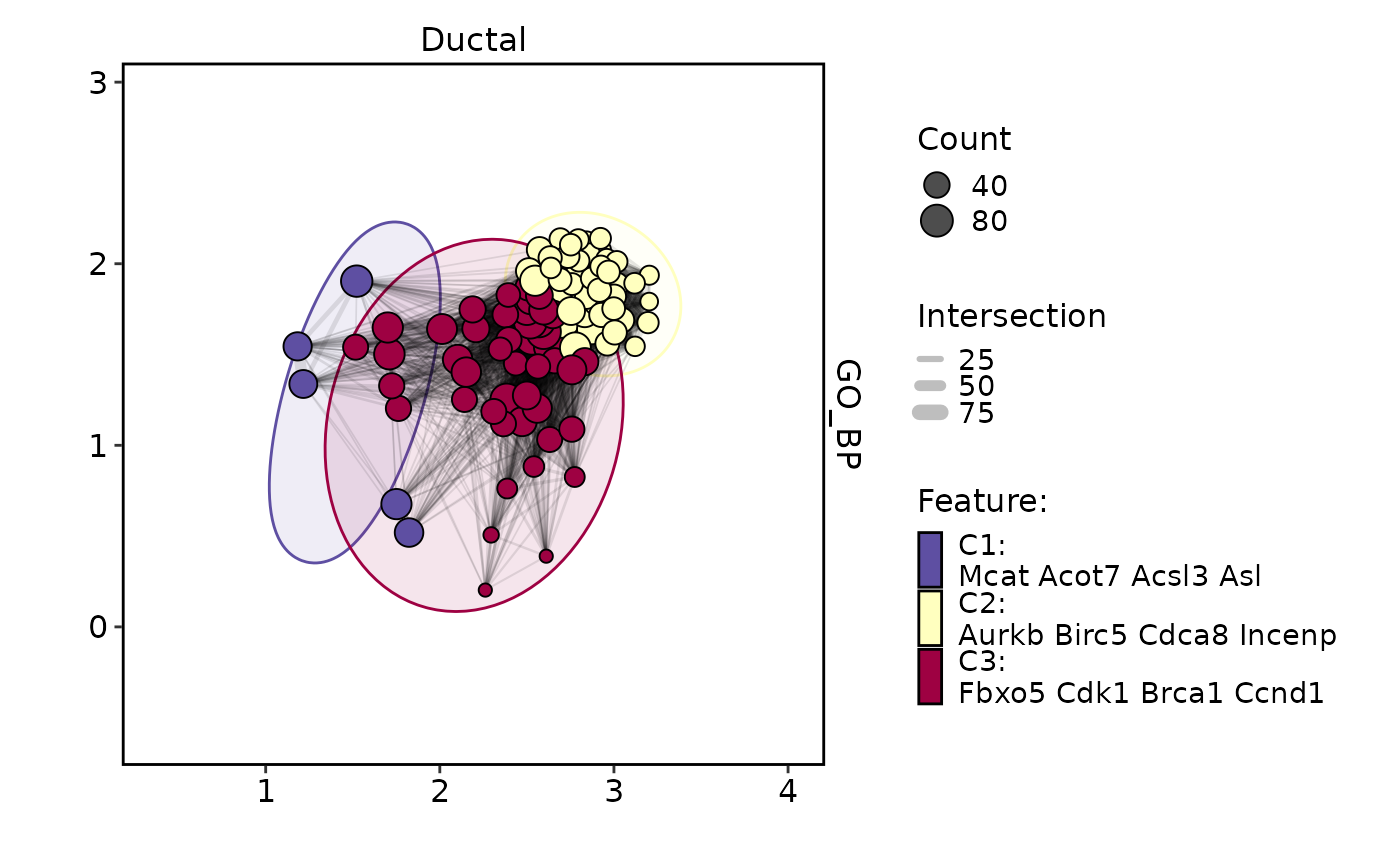 Ductal
3
2
1
0
1
2
3
4
GO_BP
Count
40
80
Intersection
25
50
75
Feature:
C1:
Mcat Acot7 Acsl3 Asl
C2:
Aurkb Birc5 Cdca8 Incenp
C3:
Fbxo5 Cdk1 Brca1 Ccnd1